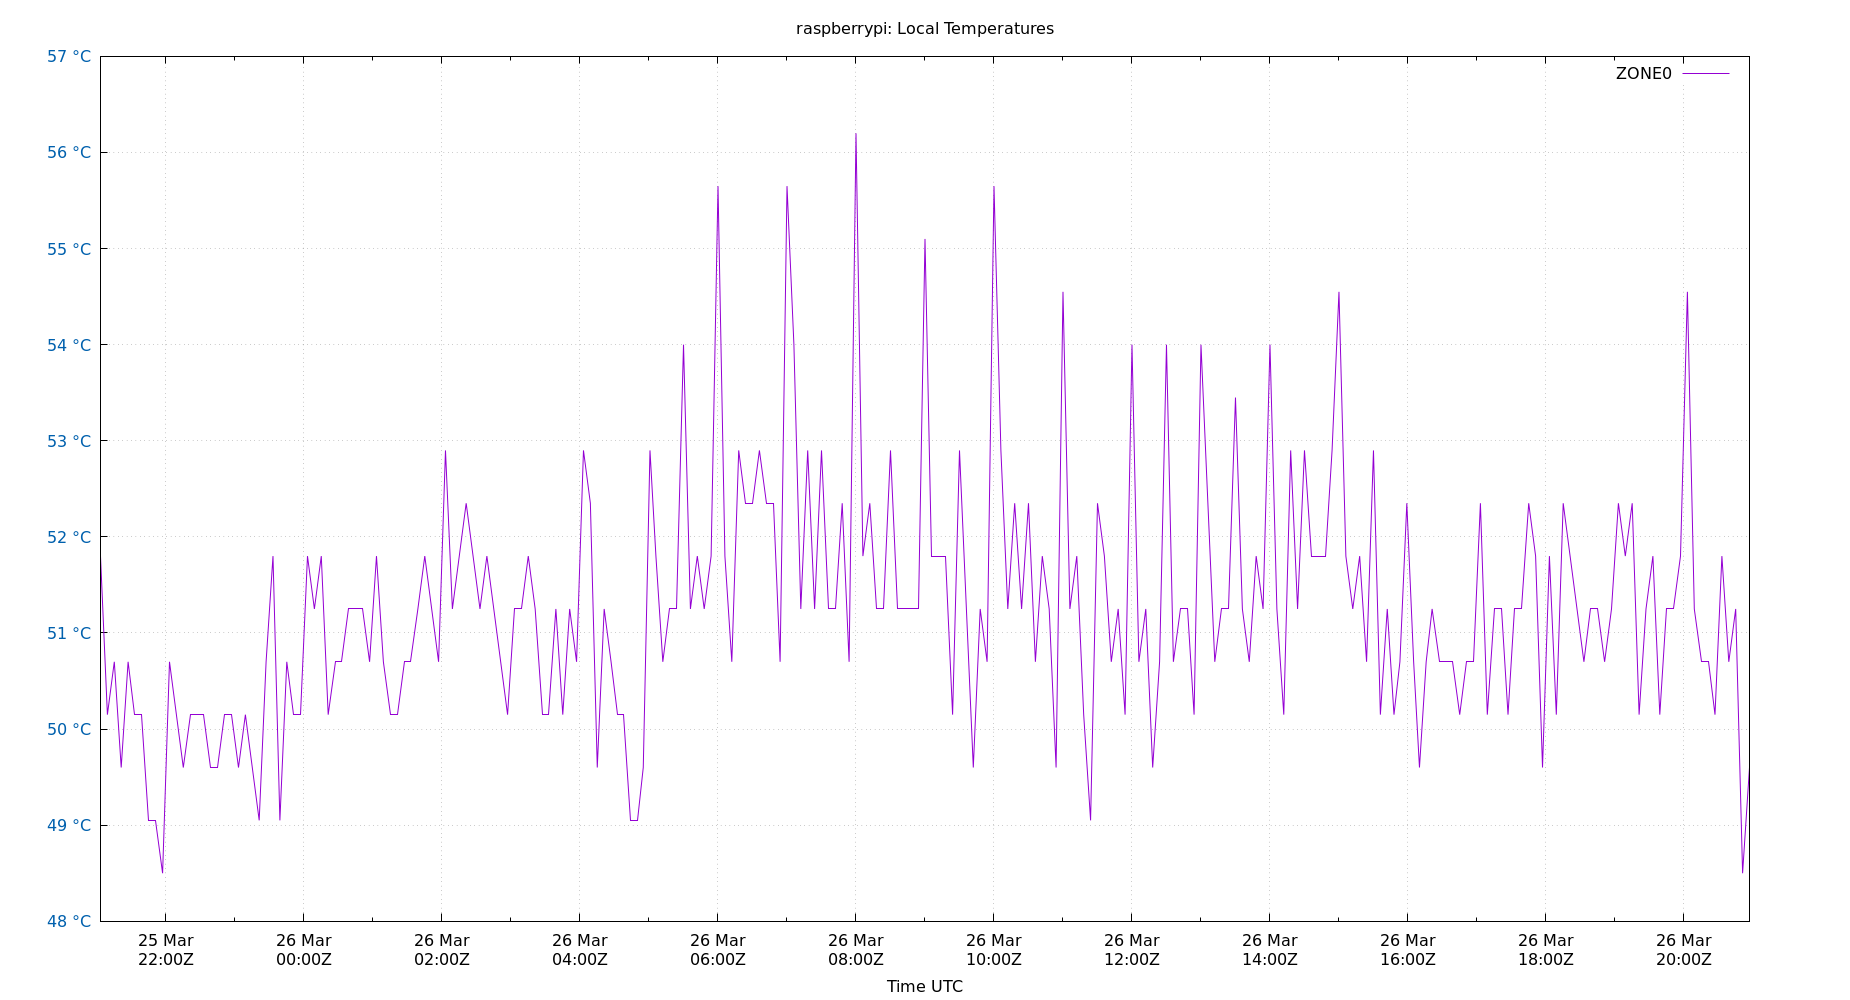 raspberrypi: Local Temperatures
57 °C
ZONE0
56 °C
55 °C
54 °C
53 °C
52 °C
51 °C
50 °C
49 °C
48 °C
25 Mar 26 Mar 26 Mar 26 Mar 26 Mar 26 Mar 26 Mar 26 Mar 26 Mar 26 Mar 26 Mar 26 Mar
22:00Z 00:00Z 02:00Z 04:00Z 06:00Z 08:00Z 10:00Z 12:00Z 14:00Z 16:00Z 18:00Z 20:00Z
Time UTC